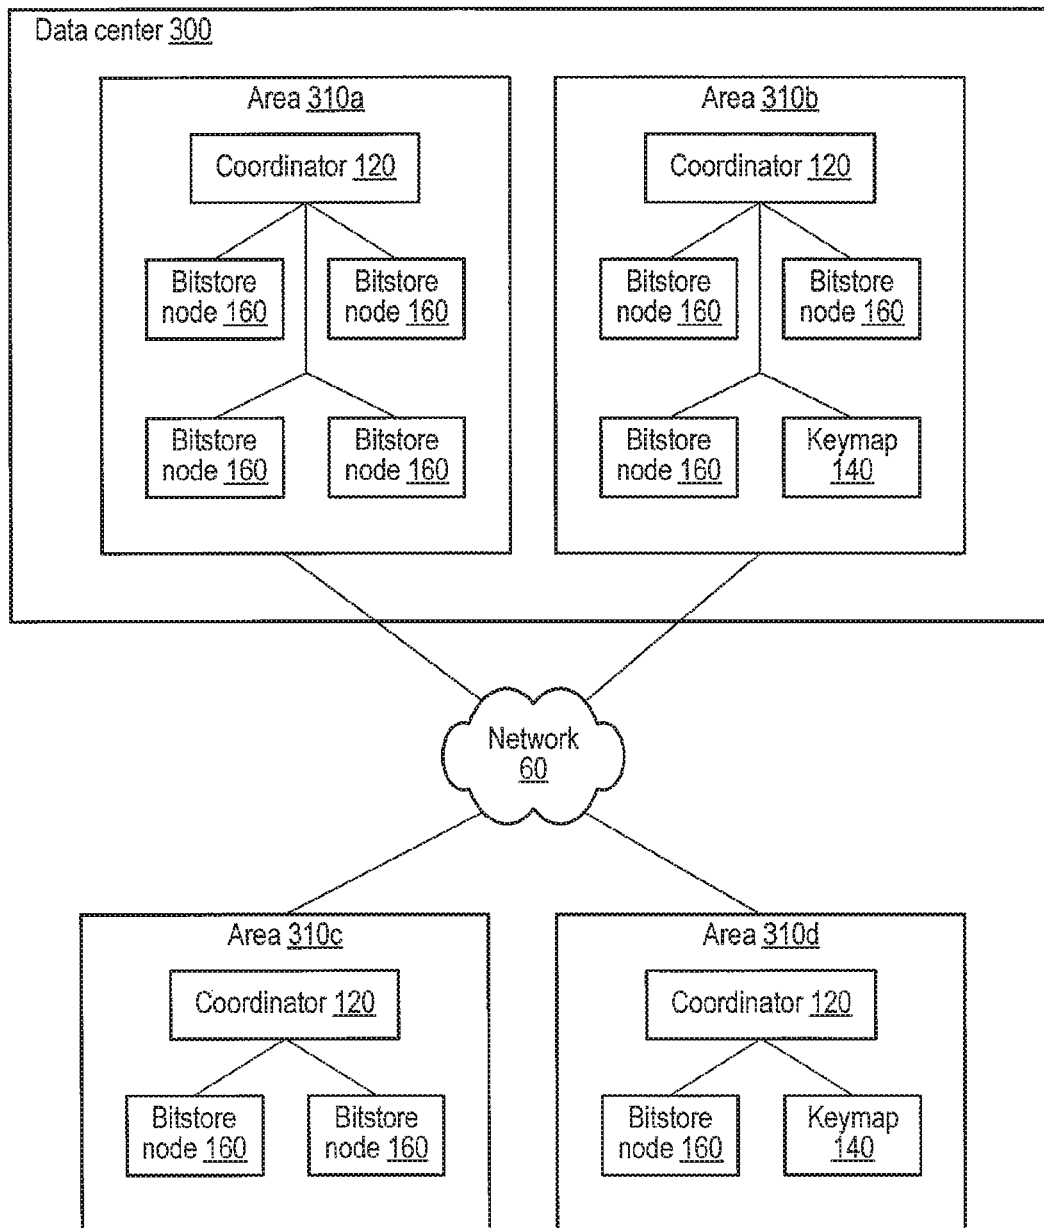 Data center 300
Area 310a
Coordinator 120
Bitstore
node 160
Bitstore
node 160
Bitstore
node 160
Bitstore
node 160
Area 310b
Coordinator 120
Bitstore
node 160
Bitstore
node 160
Bitstore
node 160
Keymap
140
Network
60
Area 310c
Coordinator 120
Bitstore
node 160
Bitstore
node 160
Area 310d
Coordinator 120
Bitstore
node 160
Keymap
140